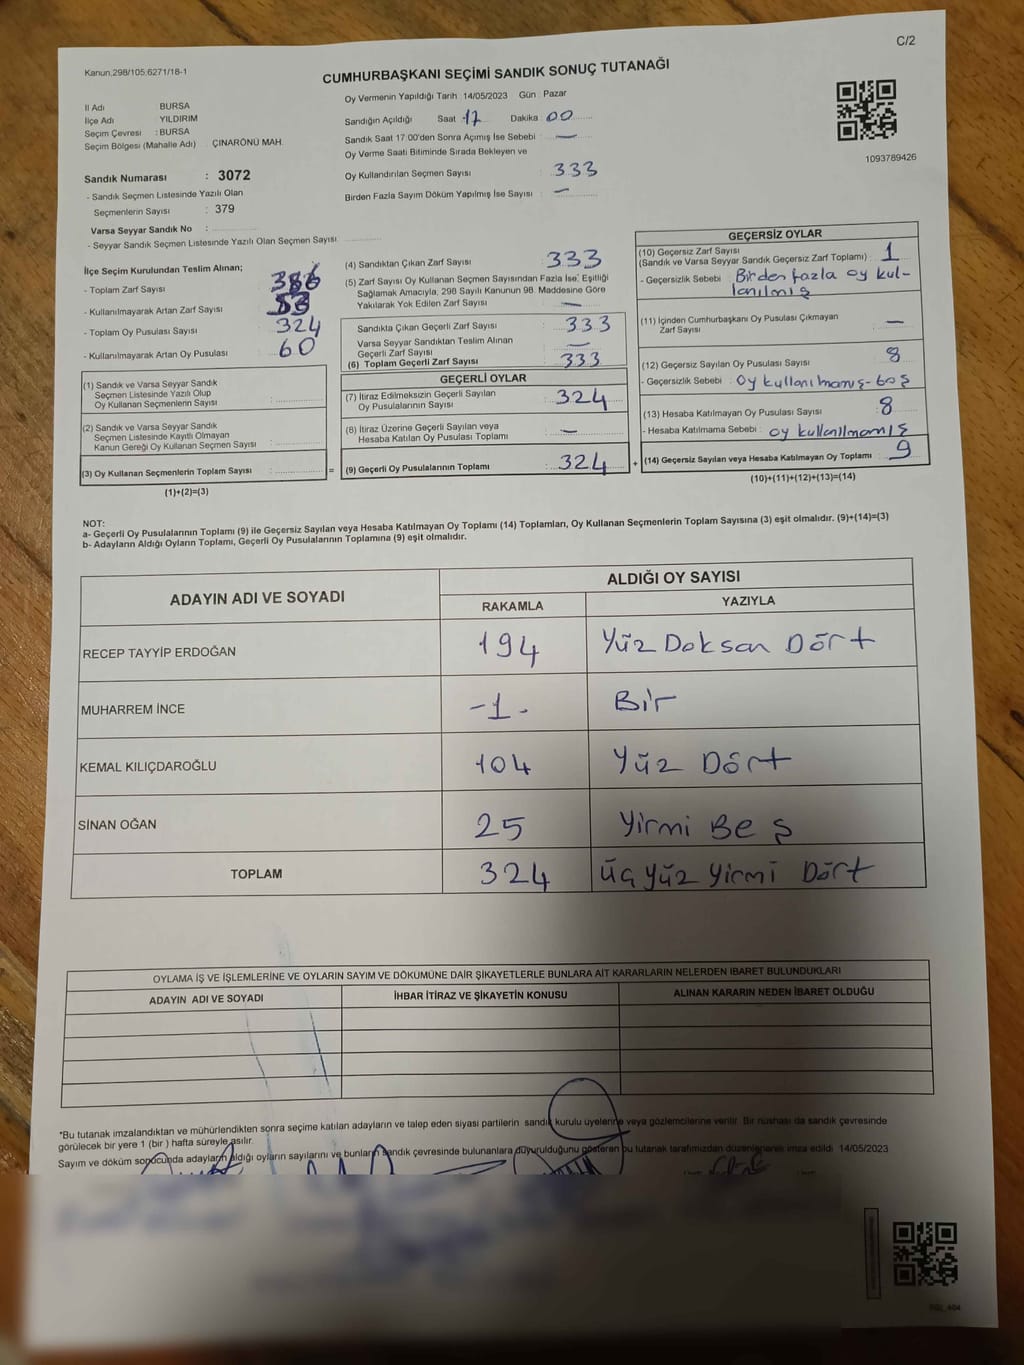 C/2
Kanun,298/105;6271/18-1
CUMHURBAŞKANI SEÇİMİ SANDIK SONUÇ TUTANAĞI
İl Adı BURSA
İlçe Adı YILDIRIM
Seçim Çevresi : BURSA
Seçim Bölgesi (Mahalle Adı) ÇINARÖNÜ MAH.
Sandık Numarası : 3072
- Sandık Seçmen Listesinde Yazılı Olan
Seçmenlerin Sayısı : 379
Varsa Seyyar Sandık No :
- Seyyar Sandık Seçmen Listesinde Yazılı Olan Seçmen Sayısı
Oy Vermenin Yapıldığı Tarih :14/05/2023 Gün : Pazar
Sandığın Açıldığı Saat 17 Dakika 00
Sandık Saat 17.00'den Sonra Açımış İse Sebebi : —
Oy Verme Saati Bitiminde Sırada Bekleyen ve
Oy Kullandırılan Seçmen Sayısı : 333
Birden Fazla Sayım Döküm Yapılmış İse Sayısı : —
1093789426
İlçe Seçim Kurulundan Teslim Alınan;
- Toplam Zarf Sayısı :
- Kullanılmayarak Artan Zarf Sayısı : 53
- Toplam Oy Pusulası Sayısı : 324
- Kullanılmayarak Artan Oy Pusulası : 60
(1) Sandık ve Varsa Seyyar Sandık
Seçmen Listesinde Yazılı Olup
Oy Kullanan Seçmenlerin Sayısı :
(2) Sandık ve Varsa Seyyar Sandık
Seçmen Listesinde Kayıtlı Olmayan
Kanun Gereği Oy Kullanan Seçmen Sayısı :
(3) Oy Kullanan Seçmenlerin Toplam Sayısı : =
(1)+(2)=(3)
(4) Sandıktan Çıkan Zarf Sayısı : 333
(5) Zarf Sayısı Oy Kullanan Seçmen Sayısından Fazla İse; Eşitliği
Sağlamak Amacıyla, 298 Sayılı Kanunun 98. Maddesine Göre
Yakılarak Yok Edilen Zarf Sayısı : —
Sandıkta Çıkan Geçerli Zarf Sayısı : 333
Varsa Seyyar Sandıktan Teslim Alınan
Geçerli Zarf Sayısı : —
(6) Toplam Geçerli Zarf Sayısı : 333
GEÇERLİ OYLAR
(7) İtiraz Edilmeksizin Geçerli Sayılan
Oy Pusulalarının Sayısı : 324
(8) İtiraz Üzerine Geçerli Sayılan veya
Hesaba Katılan Oy Pusulası Toplamı : —
(9) Geçerli Oy Pusulalarının Toplamı : 324 +
GEÇERSİZ OYLAR
(10) Geçersiz Zarf Sayısı
(Sandık ve Varsa Seyyar Sandık Geçersiz Zarf Toplamı) : 1
- Geçersizlik Sebebi : Birden fazla oy kul-
lanılmış
(11) İçinden Cumhurbaşkanı Oy Pusulası Çıkmayan
Zarf Sayısı : —
(12) Geçersiz Sayılan Oy Pusulası Sayısı : 8
- Geçersizlik Sebebi : Oy kullanılmamış-boş
(13) Hesaba Katılmayan Oy Pusulası Sayısı : 8
- Hesaba Katılmama Sebebi : oy kullanılmamış
(14) Geçersiz Sayılan veya Hesaba Katılmayan Oy Toplamı : 9
(10)+(11)+(12)+(13)=(14)
NOT:
a- Geçerli Oy Pusulalarının Toplamı (9) ile Geçersiz Sayılan veya Hesaba Katılmayan Oy Toplamı (14) Toplamları, Oy Kullanan Seçmenlerin Toplam Sayısına (3) eşit olmalıdır. (9)+(14)=(3)
b- Adayların Aldığı Oyların Toplamı, Geçerli Oy Pusulalarının Toplamına (9) eşit olmalıdır.
ADAYIN ADI VE SOYADI ALDIĞI OY SAYISI
RAKAMLA YAZIYLA
RECEP TAYYİP ERDOĞAN 194 Yüz Doksan Dört
MUHARREM İNCE -1- Bir
KEMAL KILIÇDAROĞLU 104 Yüz Dört
SİNAN OĞAN 25 Yirmi Beş
TOPLAM 324 üçyüz yirmi Dört
OYLAMA İŞ VE İŞLEMLERİNE VE OYLARIN SAYIM VE DÖKÜMÜNE DAİR ŞİKAYETLERLE BUNLARA AİT KARARLARIN NELERDEN İBARET BULUNDUKLARI
ADAYIN ADI VE SOYADI İHBAR İTİRAZ VE ŞİKAYETİN KONUSU ALINAN KARARIN NEDEN İBARET OLDUĞU
*Bu tutanak imzalandıktan ve mühürlendikten sonra seçime katılan adayların ve talep eden siyasi partilerin sandık kurulu üyelerine veya gözlemcilerine verilir. Bir nüshası da sandık çevresinde
görülecek bir yere 1 (bir ) hafta süreyle asılır.
Sayım ve döküm sonucunda adayların aldığı oyların sayılarını ve bunların sandık çevresinde bulunanlara duyurulduğunu gösteren bu tutanak tarafımızdan düzenlenerek imza edildi 14/05/2023